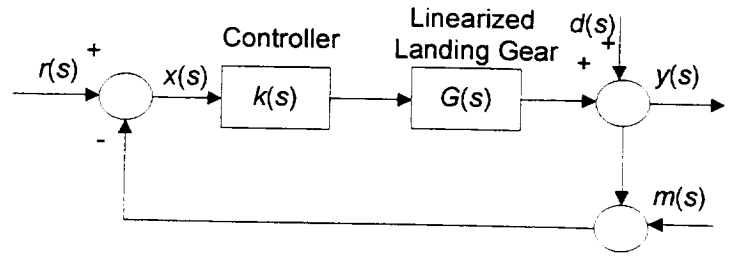 Linearized
Landing Gear
Controller
d(s)
+
+
+
r(s)
x(s)
k(s)
G(s)
y(s)
-
m(s)